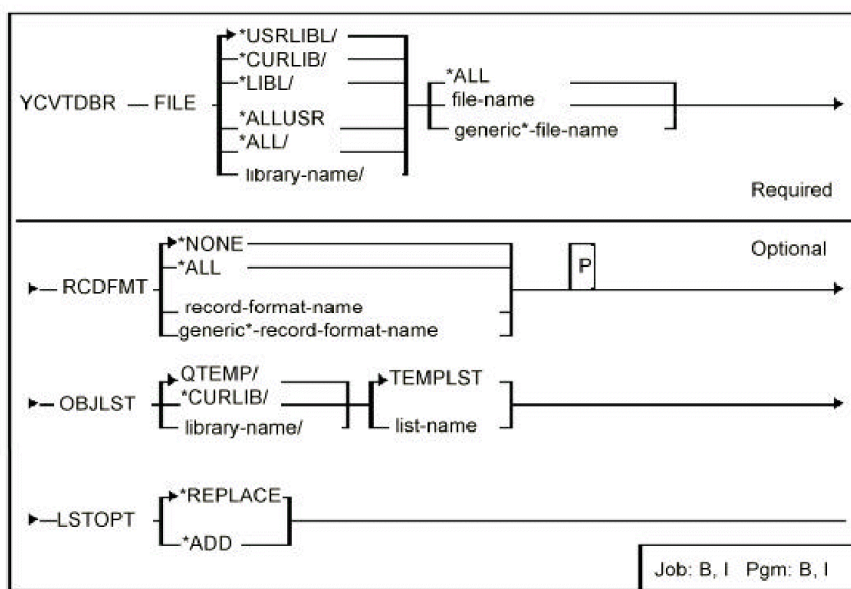 *USRLIBL/
*CURLIB/
*LIBL/
*ALL
YCVTDBR FILE file-name
*ALLUSR generic*-file-name
*ALL/
library-name/
Required
Optional
*NONE
*ALL
P
RCDFMT
record-format-name
generic*-record-format-name
QTEMP/ TEMPLST
OBJLST *CURLIB/
library-name/ list-name
*REPLACE
LSTOPT
*ADD
Job: B, I Pgm: B, I